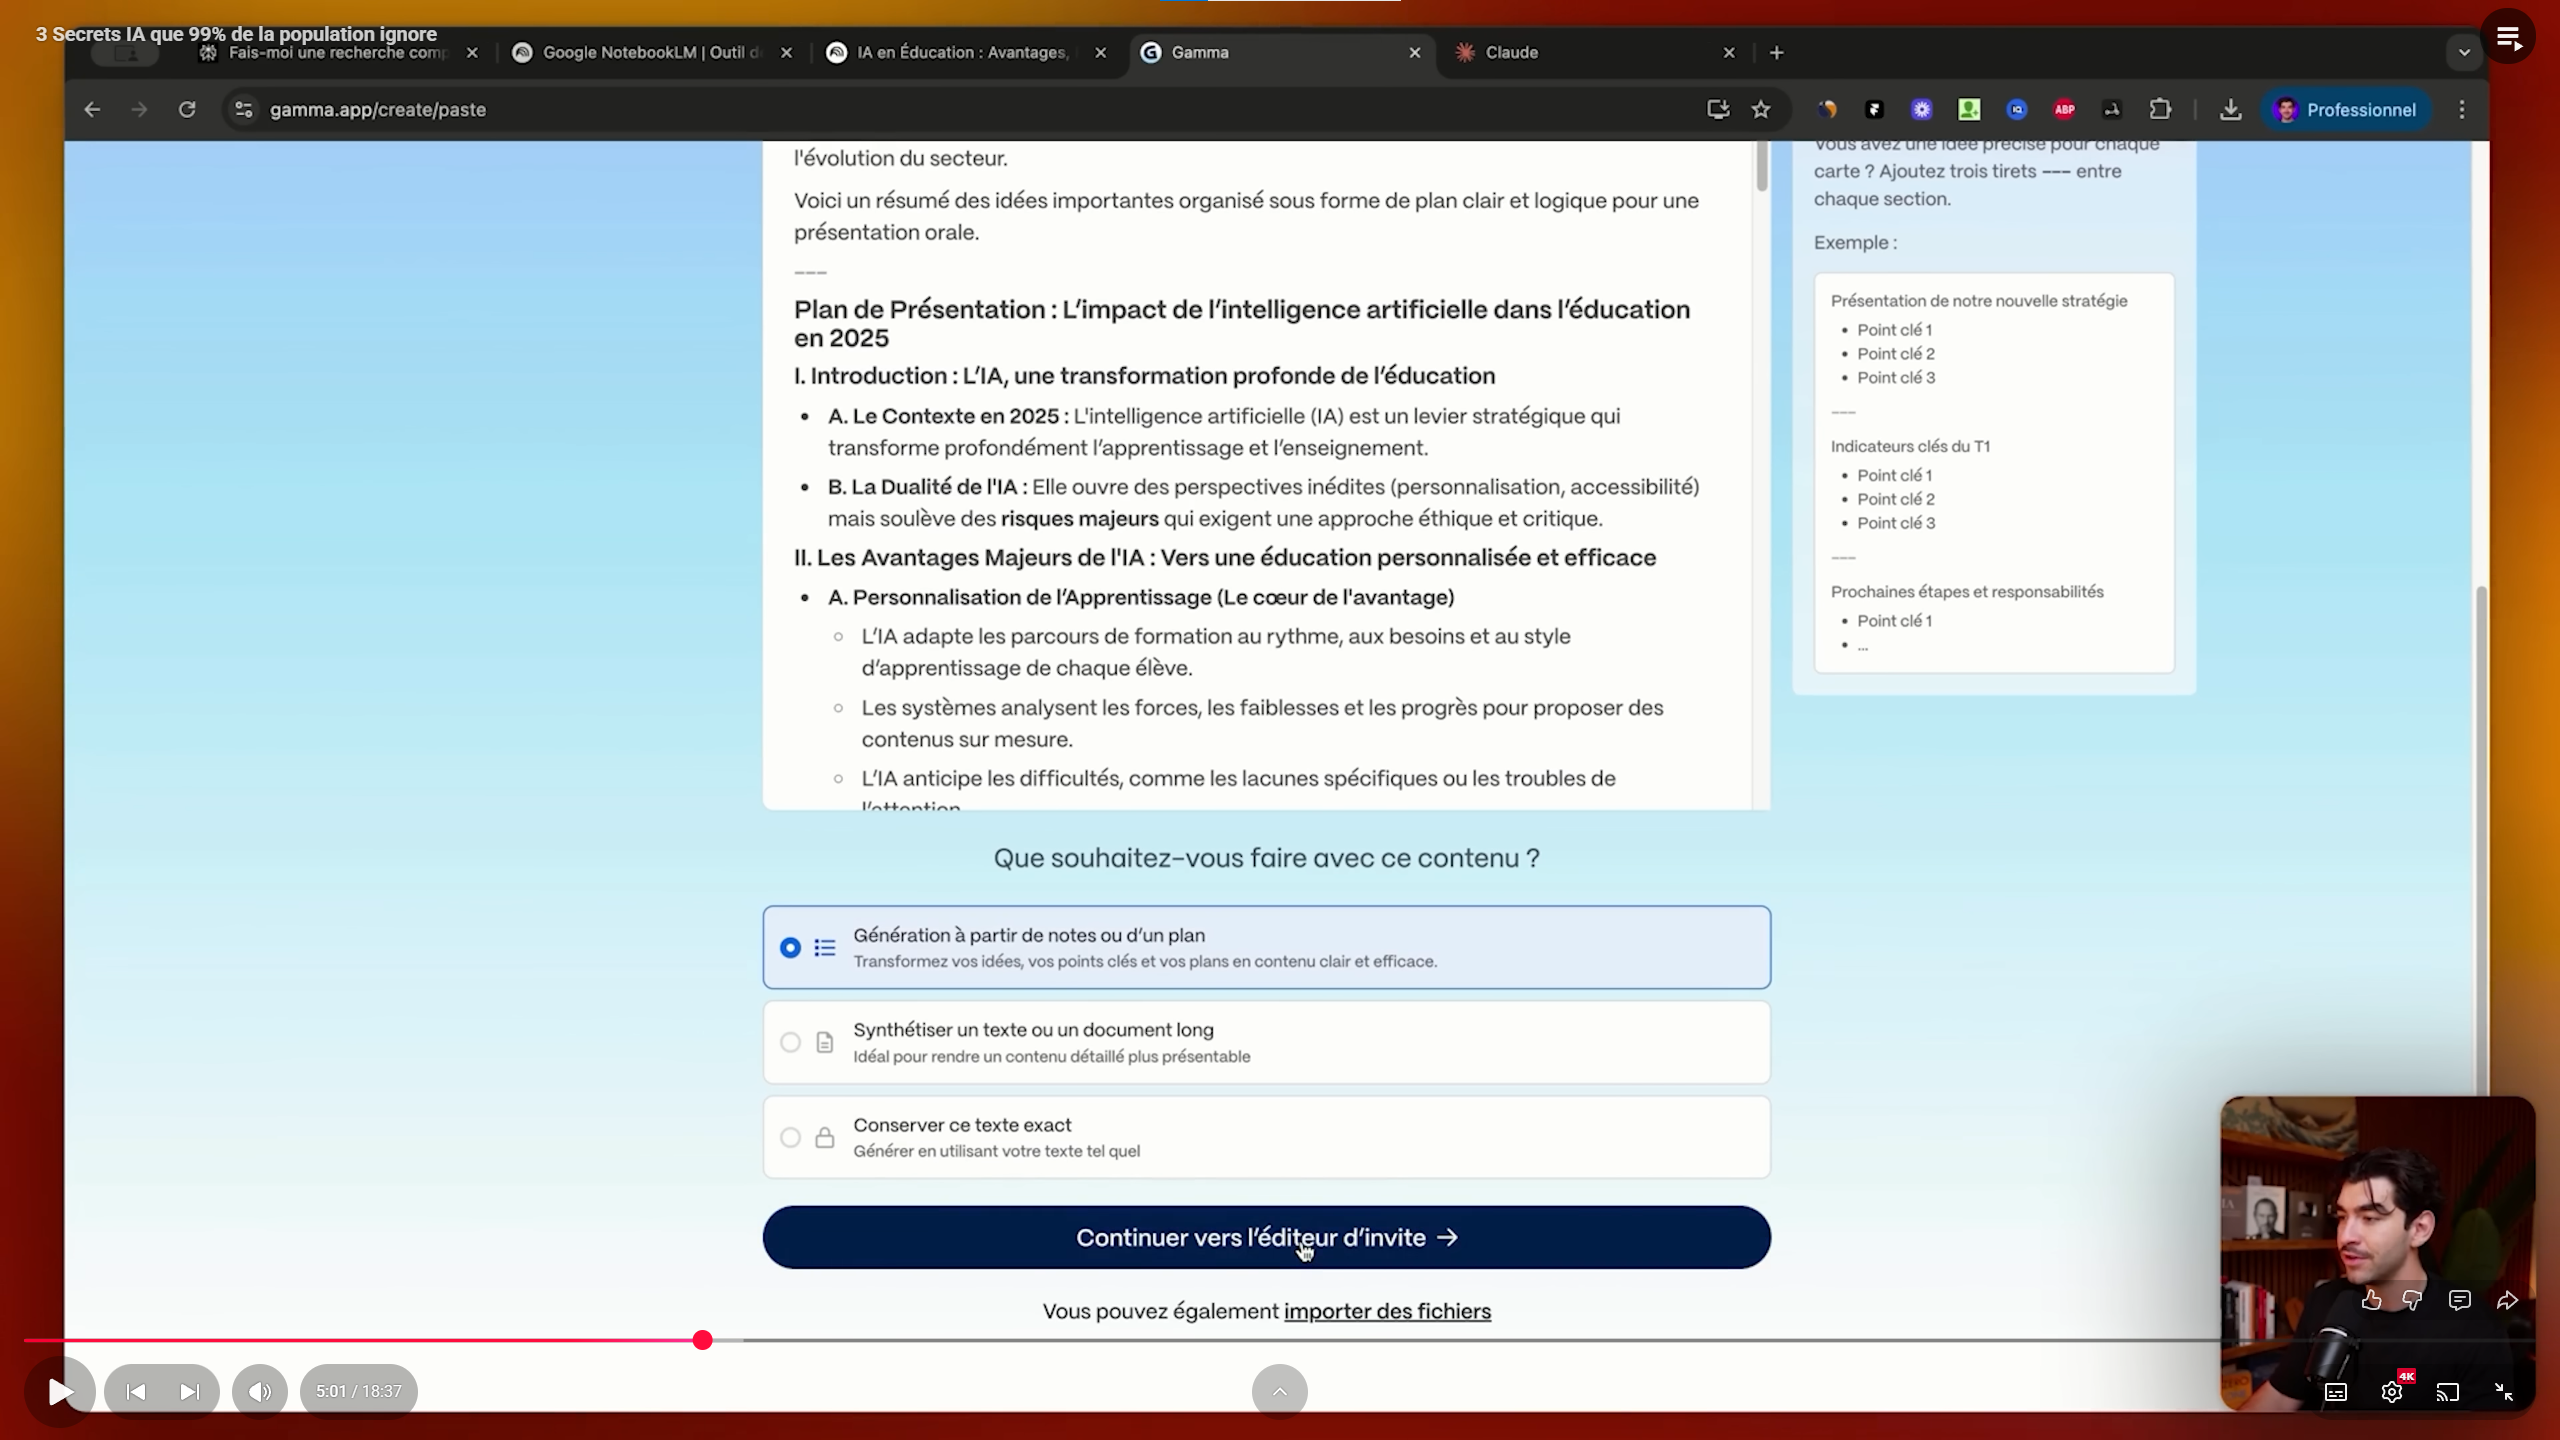 3 Secrets IA que 99% de la population ignore
Fais-moi une recherche comp
Google NotebookLM | Outil d
IA en Éducation : Avantages,
Gamma
Claude
gamma.app/create/paste
ABP
Professionnel
l'évolution du secteur.
Voici un résumé des idées importantes organisé sous forme de plan clair et logique pour une
présentation orale.
---
Plan de Présentation : L’impact de l’intelligence artificielle dans l’éducation
en 2025
I. Introduction : L’IA, une transformation profonde de l’éducation
A. Le Contexte en 2025 : L'intelligence artificielle (IA) est un levier stratégique qui
transforme profondément l’apprentissage et l’enseignement.
B. La Dualité de l'IA : Elle ouvre des perspectives inédites (personnalisation, accessibilité)
mais soulève des risques majeurs qui exigent une approche éthique et critique.
II. Les Avantages Majeurs de l'IA : Vers une éducation personnalisée et efficace
A. Personnalisation de l’Apprentissage (Le cœur de l'avantage)
L’IA adapte les parcours de formation au rythme, aux besoins et au style
d’apprentissage de chaque élève.
Les systèmes analysent les forces, les faiblesses et les progrès pour proposer des
contenus sur mesure.
L’IA anticipe les difficultés, comme les lacunes spécifiques ou les troubles de
l’attention
Vous avez une idée précise pour chaque
carte ? Ajoutez trois tirets --- entre
chaque section.
Exemple :
Présentation de notre nouvelle stratégie
• Point clé 1
• Point clé 2
• Point clé 3
---
Indicateurs clés du T1
• Point clé 1
• Point clé 2
• Point clé 3
---
Prochaines étapes et responsabilités
• Point clé 1
• ...
Que souhaitez-vous faire avec ce contenu ?
Génération à partir de notes ou d’un plan
Transformez vos idées, vos points clés et vos plans en contenu clair et efficace.
Synthétiser un texte ou un document long
Idéal pour rendre un contenu détaillé plus présentable
Conserver ce texte exact
Générer en utilisant votre texte tel quel
Continuer vers l’éditeur d’invite →
Vous pouvez également importer des fichiers
5:01 / 18:37
4K